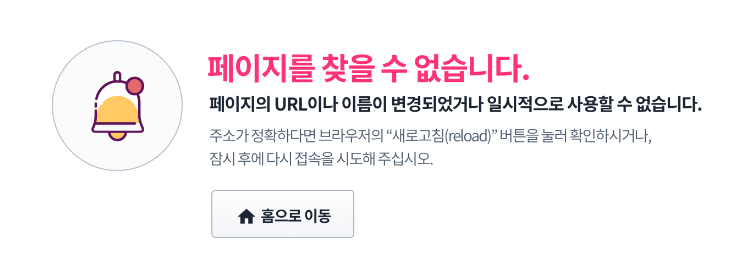 페이지를 찾을 수 없습니다.
페이지의 URL이나 이름이 변경되었거나 일시적으로 사용할 수 없습니다.
주소가 정확하다면 브라우저의 “새로고침(reload)” 버튼을 눌러 확인하시거나,
잠시 후에 다시 접속을 시도해 주십시오.
홈으로 이동